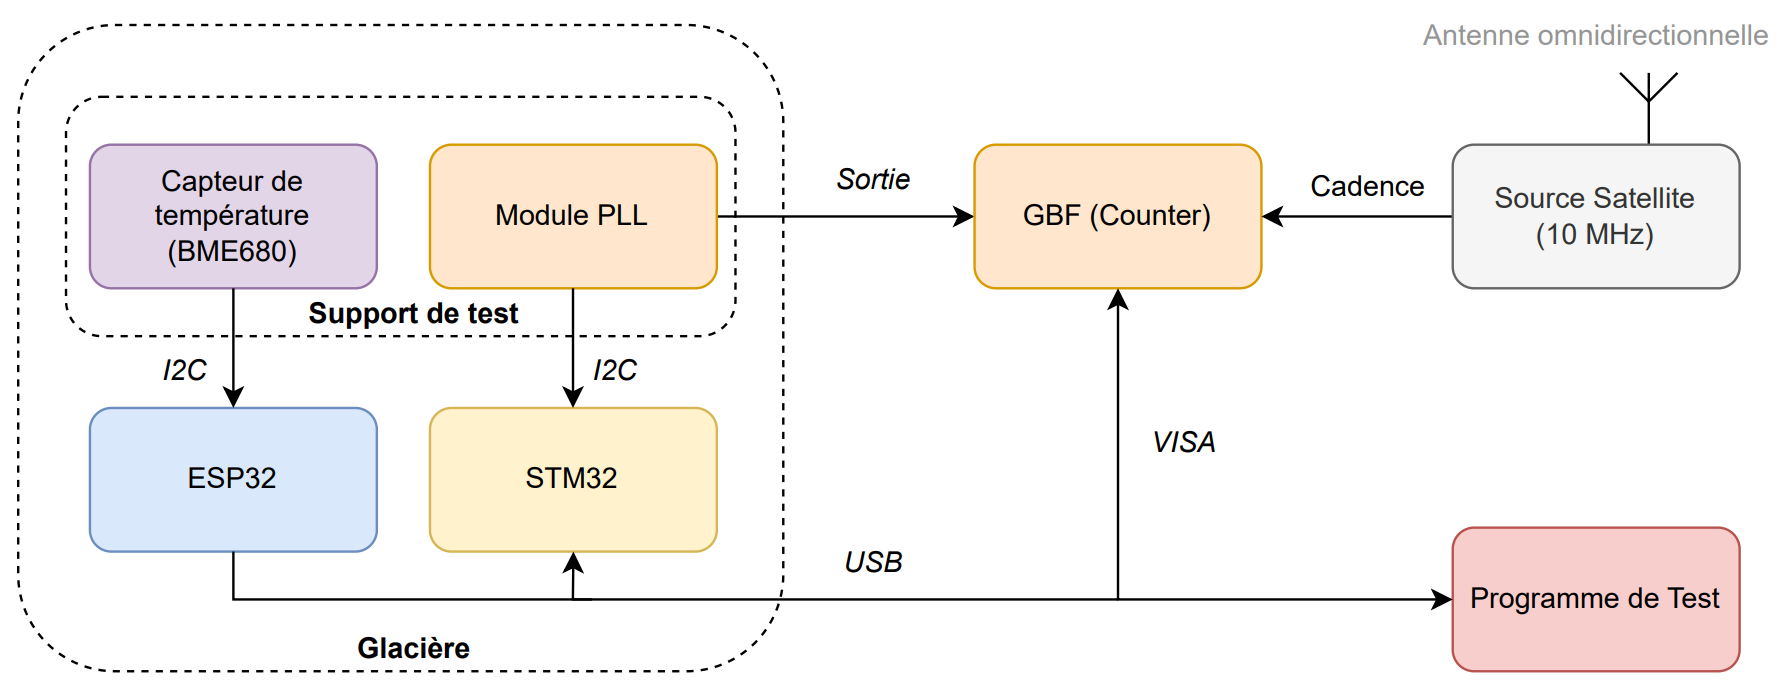 Antenne omnidirectionnelle
Capteur de
température
(BME680)
Module PLL
Sortie
GBF (Counter)
Cadence
Source Satellite
(10 MHz)
Support de test
I2C
I2C
ESP32
STM32
VISA
USB
Programme de Test
Glacière